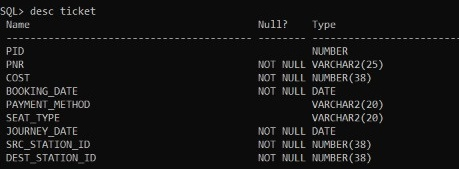 SQL> desc ticket
Name Null? Type
----------------------------------------- -------- ----------------------------
PID NUMBER
PNR NOT NULL VARCHAR2(25)
COST NOT NULL NUMBER(38)
BOOKING_DATE NOT NULL DATE
PAYMENT_METHOD VARCHAR2(20)
SEAT_TYPE VARCHAR2(20)
JOURNEY_DATE NOT NULL DATE
SRC_STATION_ID NOT NULL NUMBER(38)
DEST_STATION_ID NOT NULL NUMBER(38)